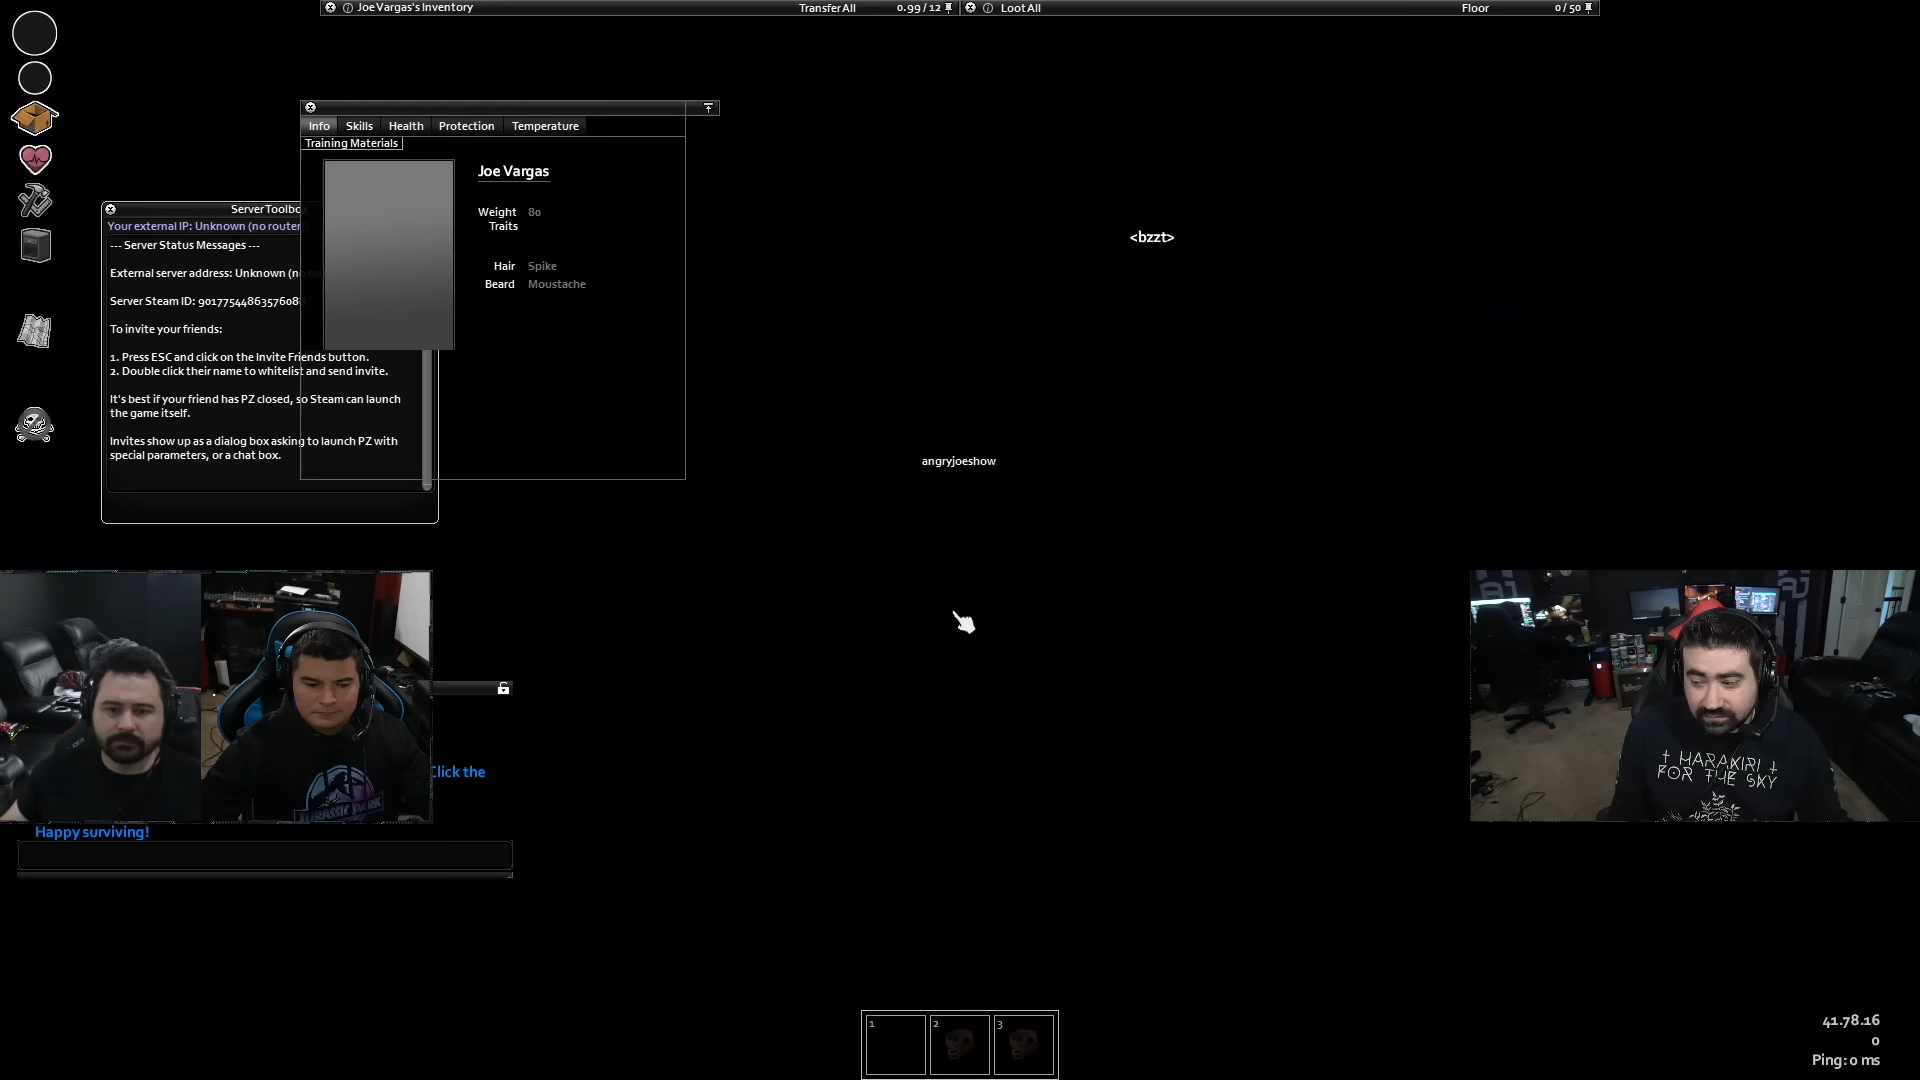 Joe Vargas's Inventory
Transfer All
0.99 / 12
Loot All
Floor
0 / 50
Info Skills Health Protection Temperature
Training Materials
Joe Vargas
Weight 80
Traits
Hair Spike
Beard Moustache
Server Toolbo
Your external IP: Unknown (no router
--- Server Status Messages ---
External server address: Unknown (no rou
Server Steam ID: 90177544863576088
To invite your friends:
1. Press ESC and click on the Invite Friends button.
2. Double click their name to whitelist and send invite.
It's best if your friend has PZ closed, so Steam can launch
the game itself.
Invites show up as a dialog box asking to launch PZ with
special parameters, or a chat box.
<bzzt>
angryjoeshow
JURASSIC PARK
HARAKIRI
FOR THE SKY
Click the
Happy surviving!
1
2
3
41.78.16
0
Ping: 0 ms